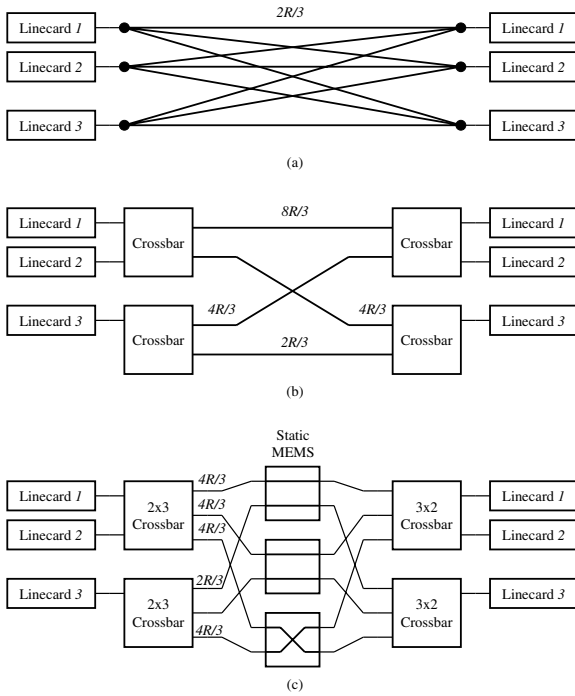 2R/3
Linecard 1
Linecard 1
Linecard 2
Linecard 2
Linecard 3
Linecard 3
(a)
8R/3
Linecard 1
Linecard 1
Crossbar
Crossbar
Linecard 2
Linecard 2
4R/3
4R/3
Linecard 3
Linecard 3
Crossbar
Crossbar
2R/3
(b)
Static
MEMS
4R/3
Linecard 1
Linecard 1
2x3
Crossbar
3x2
Crossbar
4R/3
4R/3
Linecard 2
Linecard 2
2R/3
Linecard 3
Linecard 3
2x3
Crossbar
3x2
Crossbar
4R/3
(c)